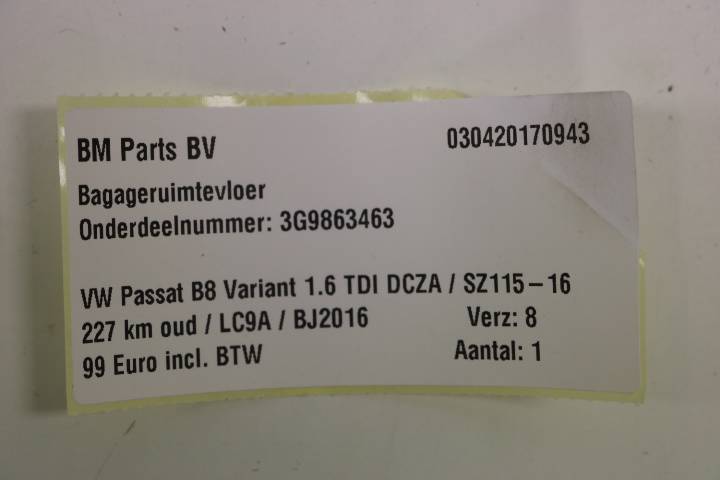 BM Parts BV 030420170943
Bagageruimtevloer
Onderdeelnummer: 3G9863463
VW Passat B8 Variant 1.6 TDI DCZA / SZ115-16
227 km oud / LC9A / BJ2016 Verz: 8
99 Euro incl. BTW Aantal: 1